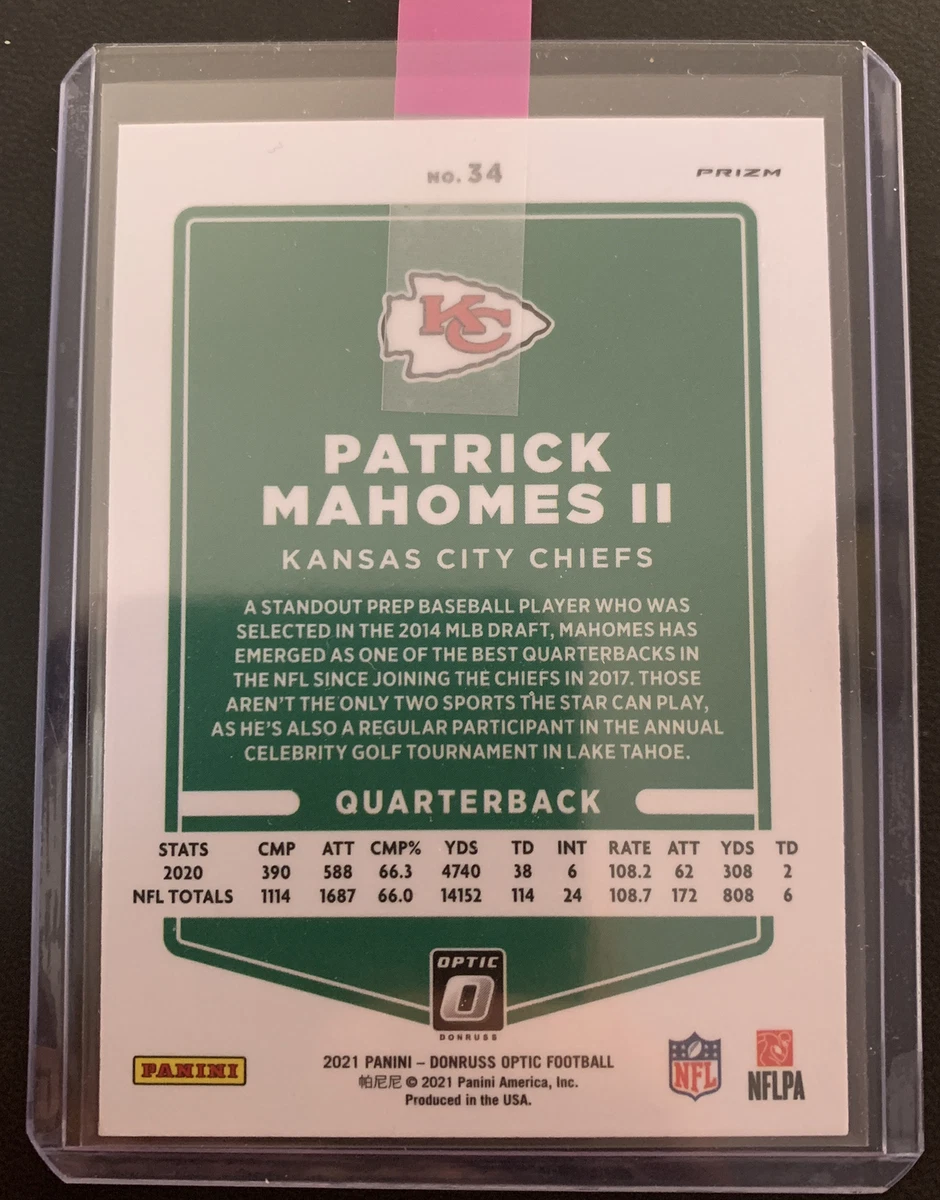 NO. 34
PRIZM
KC
PATRICK
MAHOMES II
KANSAS CITY CHIEFS
A STANDOUT PREP BASEBALL PLAYER WHO WAS
SELECTED IN THE 2014 MLB DRAFT, MAHOMES HAS
EMERGED AS ONE OF THE BEST QUARTERBACKS IN
THE NFL SINCE JOINING THE CHIEFS IN 2017. THOSE
AREN'T THE ONLY TWO SPORTS THE STAR CAN PLAY,
AS HE'S ALSO A REGULAR PARTICIPANT IN THE ANNUAL
CELEBRITY GOLF TOURNAMENT IN LAKE TAHOE.
QUARTERBACK
STATS CMP ATT CMP% YDS TD INT RATE ATT YDS TD
2020 390 588 66.3 4740 38 6 108.2 62 308 2
NFL TOTALS 1114 1687 66.0 14152 114 24 108.7 172 808 6
OPTIC
O
DONRUSS
PANINI
2021 PANINI – DONRUSS OPTIC FOOTBALL
帕尼尼 © 2021 Panini America, Inc.
Produced in the USA.
NFL
NFLPA